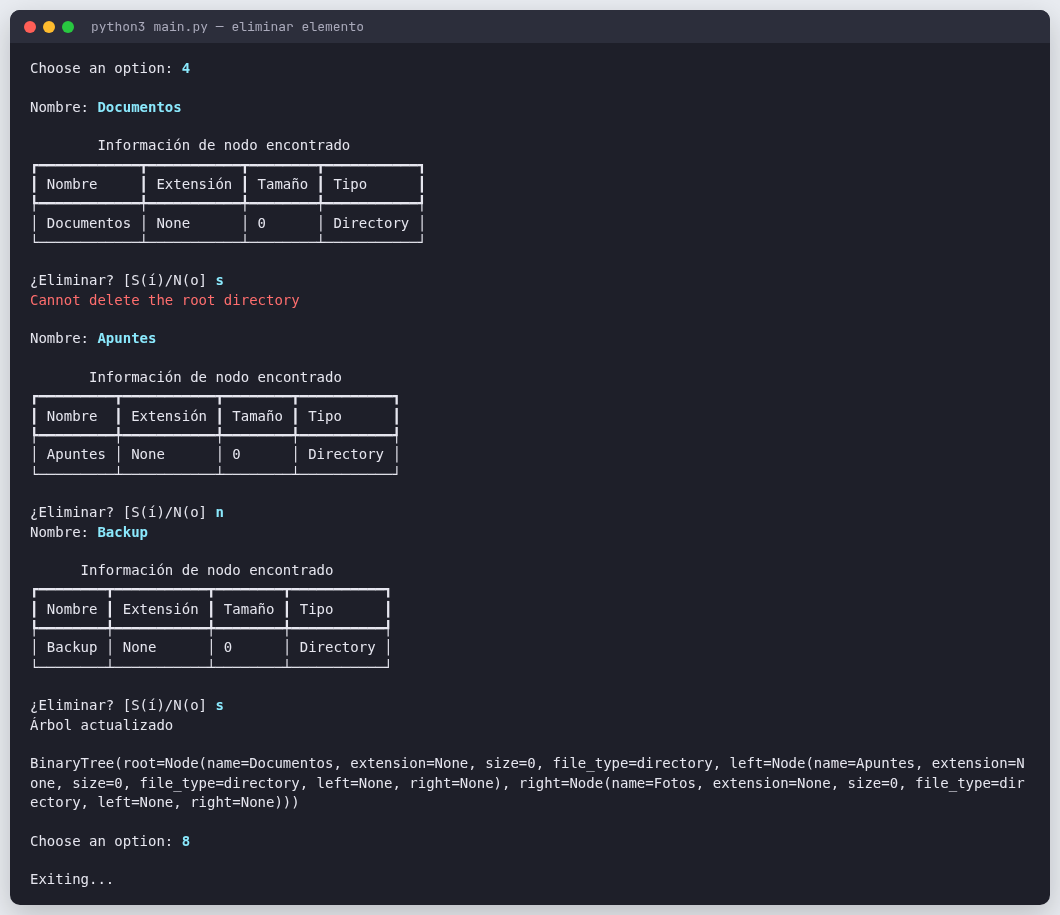 python3 main.py — eliminar elemento
Choose an option: 4
Nombre: Documentos
Información de nodo encontrado
Nombre Extensión Tamaño Tipo
Documentos None 0 Directory
¿Eliminar? [S(í)/N(o] s
Cannot delete the root directory
Nombre: Apuntes
Información de nodo encontrado
Nombre Extensión Tamaño Tipo
Apuntes None 0 Directory
¿Eliminar? [S(í)/N(o] n
Nombre: Backup
Información de nodo encontrado
Nombre Extensión Tamaño Tipo
Backup None 0 Directory
¿Eliminar? [S(í)/N(o] s
Árbol actualizado
BinaryTree(root=Node(name=Documentos, extension=None, size=0, file_type=directory, left=Node(name=Apuntes, extension=N
one, size=0, file_type=directory, left=None, right=None), right=Node(name=Fotos, extension=None, size=0, file_type=dir
ectory, left=None, right=None)))
Choose an option: 8
Exiting...